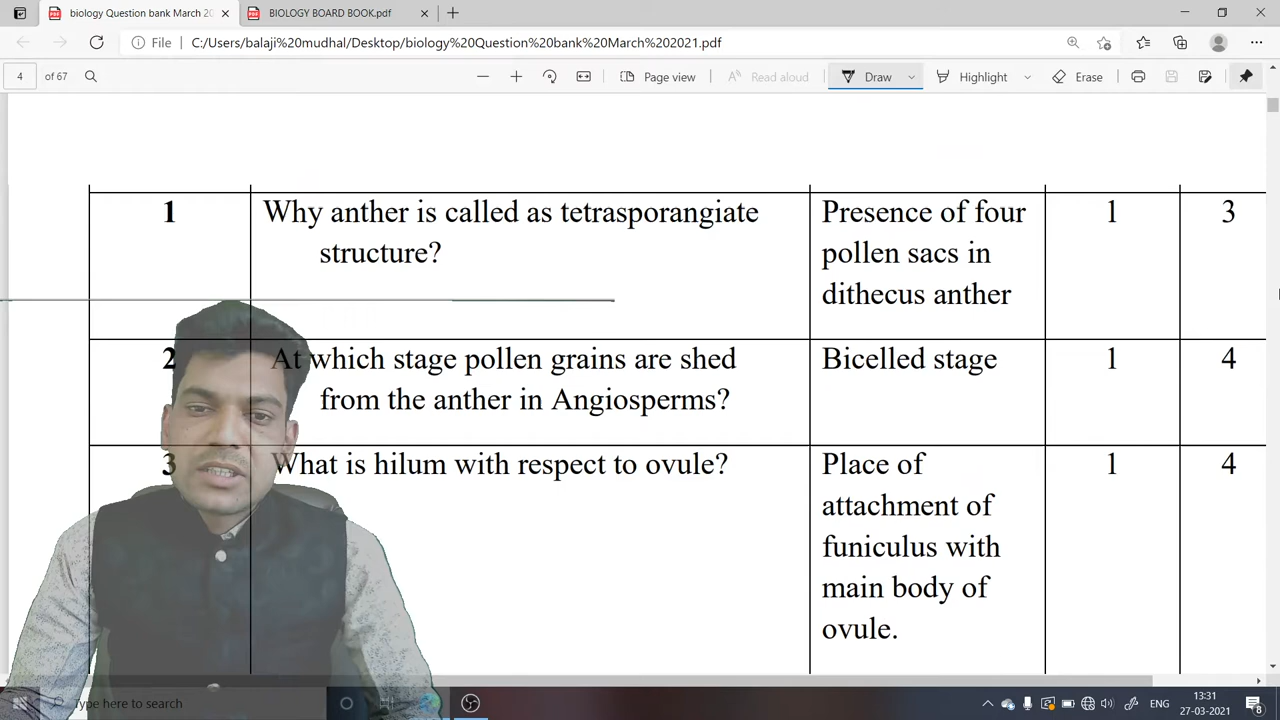 biology Question bank March 20
BIOLOGY BOARD BOOK.pdf
File
C:/Users/balaji%20mudhal/Desktop/biology%20Question%20bank%20March%202021.pdf
4 of 67
Page view
Read aloud
Draw
Highlight
Erase
1 Why anther is called as tetrasporangiate Presence of four 1 3
structure? pollen sacs in
dithecus anther
2 At which stage pollen grains are shed Bicelled stage 1 4
from the anther in Angiosperms?
3 What is hilum with respect to ovule? Place of 1 4
attachment of
funiculus with
main body of
ovule.
Type here to search
ENG
13:31
27-03-2021
8